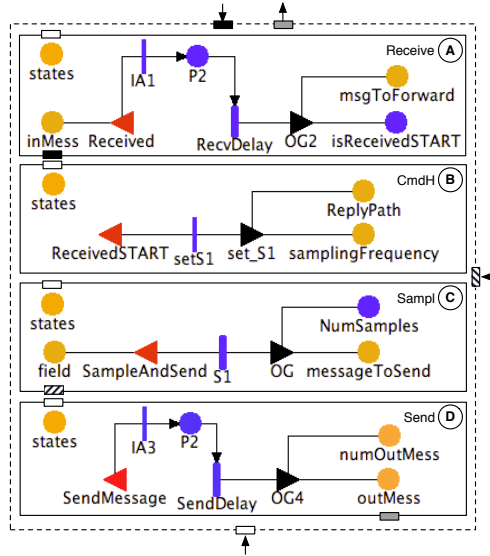 Receive A
states
IA1
P2
msgToForward
inMess Received
RecvDelay OG2 isReceivedSTART
CmdH B
states
ReplyPath
ReceivedSTART setS1 set_S1 samplingFrequency
Sampl C
states
NumSamples
field SampleAndSend S1 OG messageToSend
Send D
states
IA3
P2
numOutMess
SendMessage
SendDelay OG4 outMess